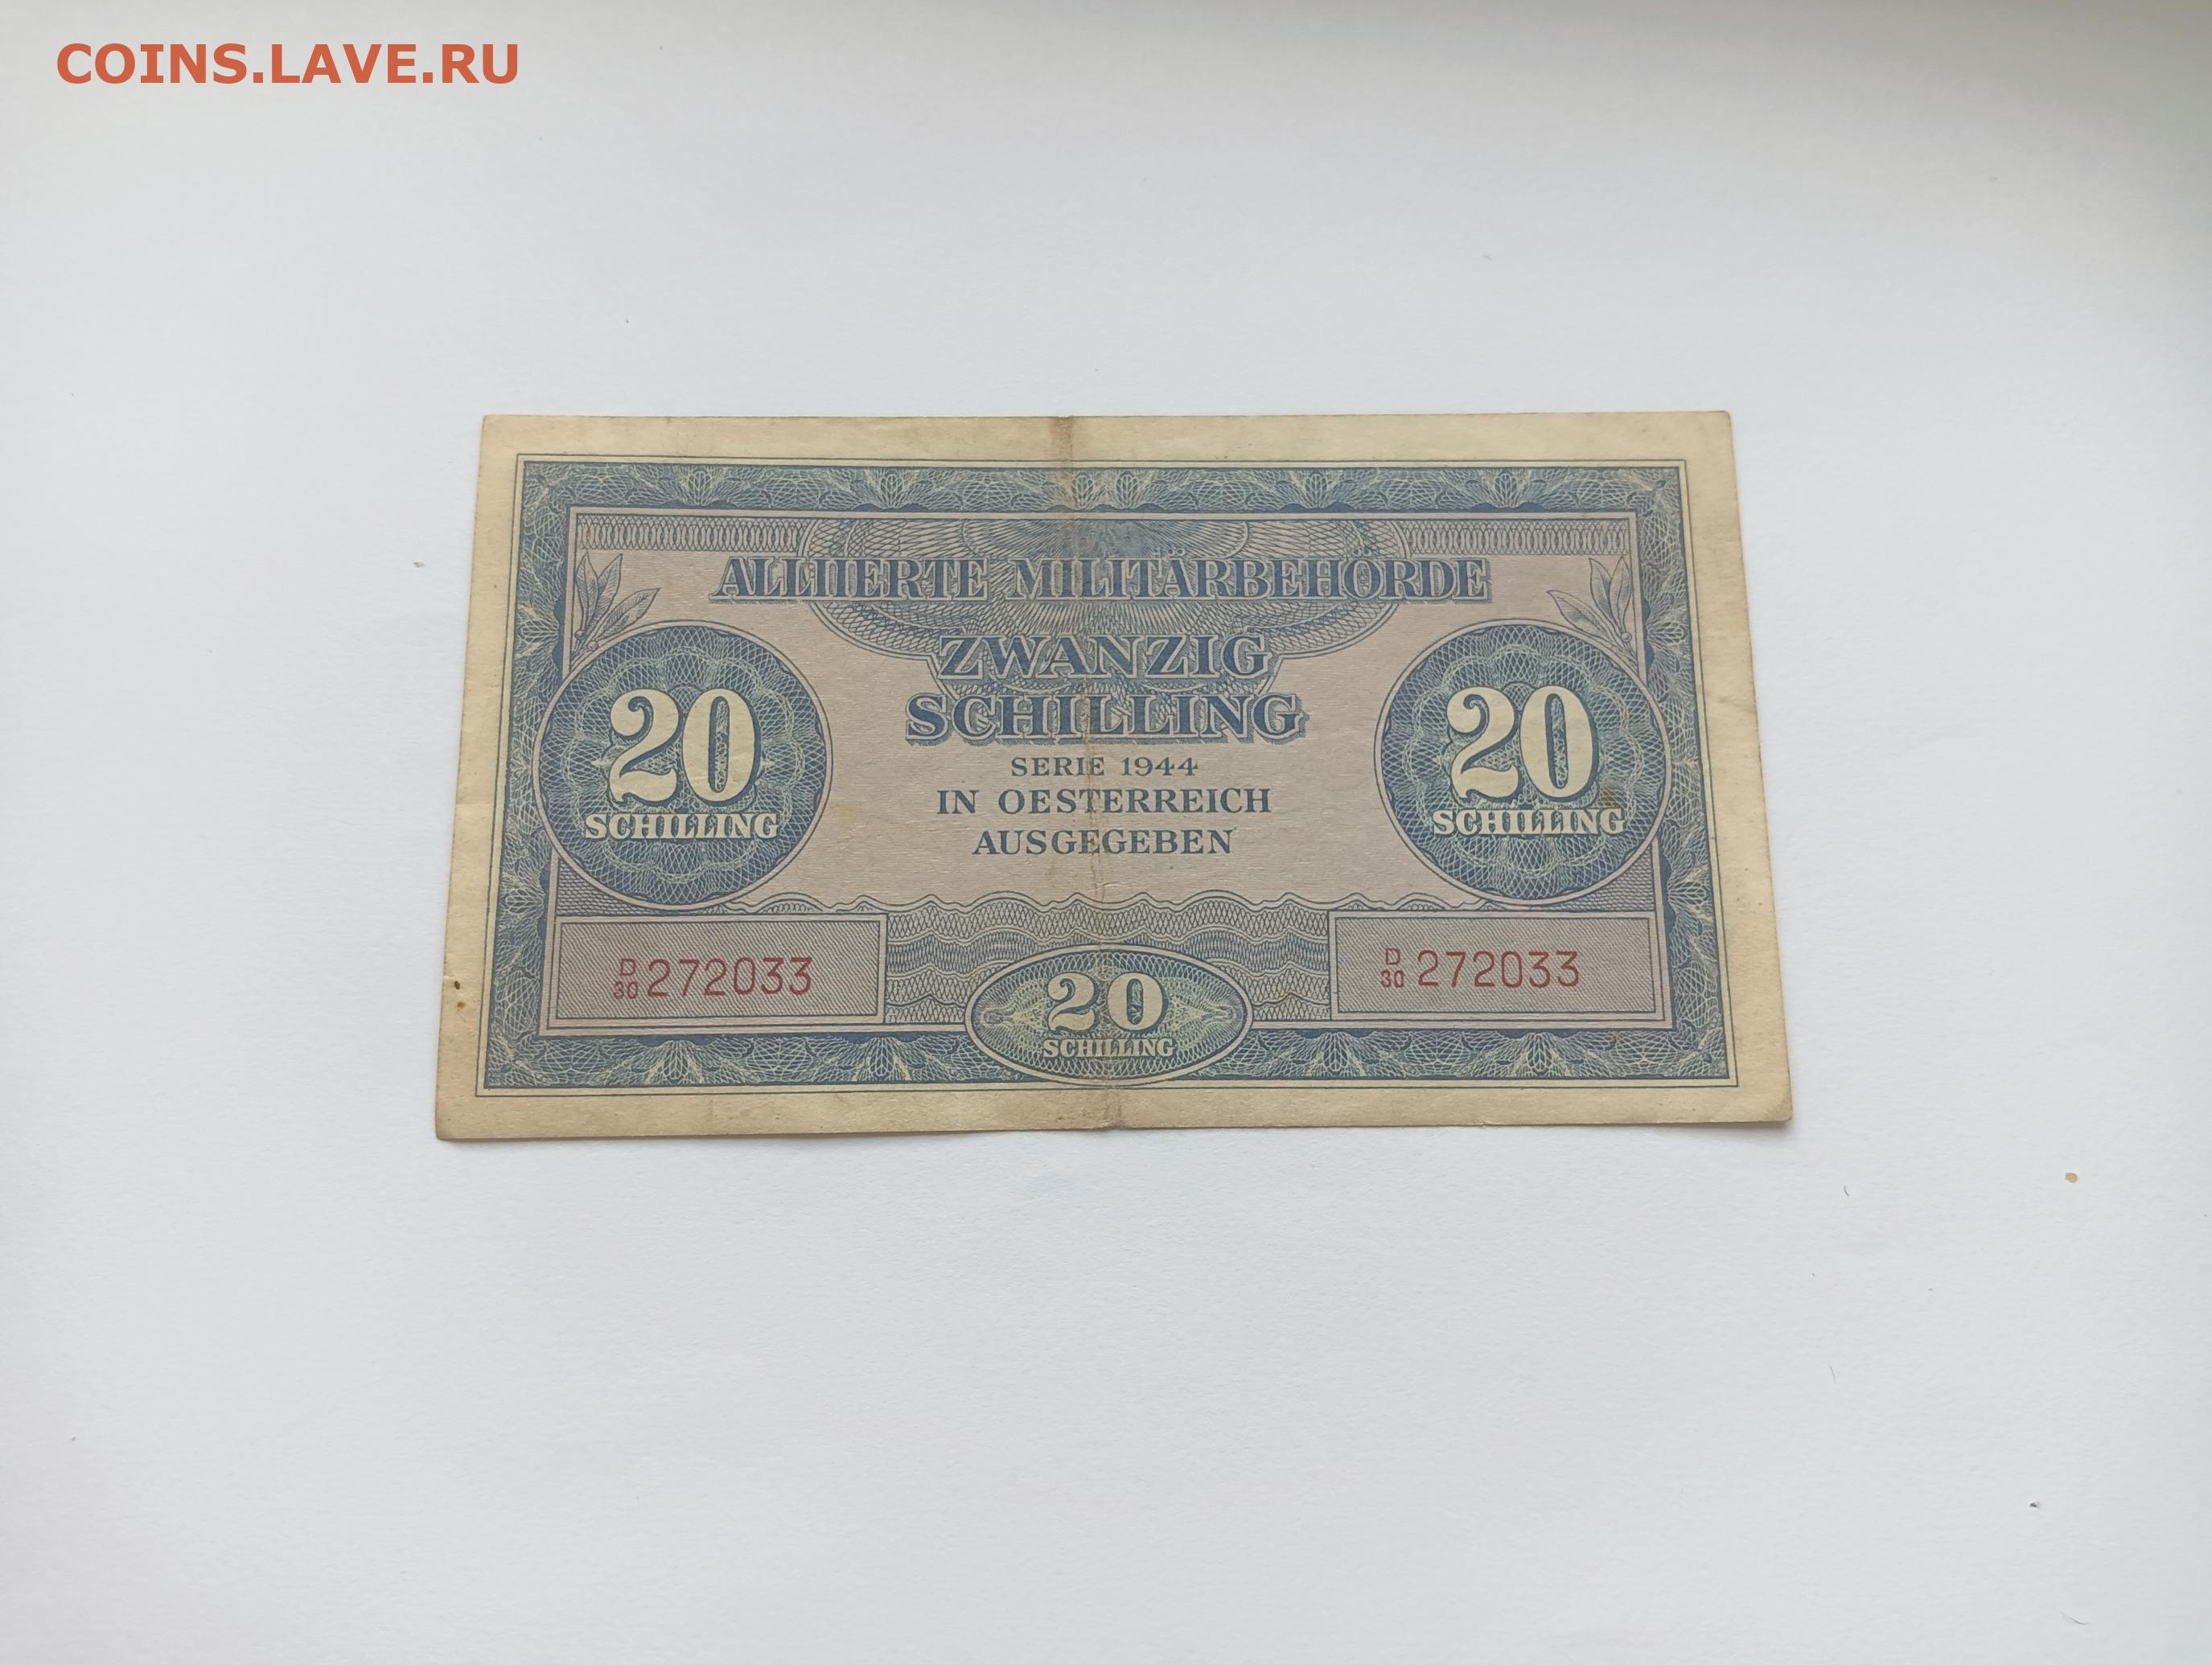 COINS.LAVE.RU
ALLIIERTE MILITÄRBEHÖRDE
ZWANZIG
SCHILLING
SERIE 1944
IN OESTERREICH
AUSGEGEBEN
20
SCHILLING
20
SCHILLING
D/30 272033
D/30 272033
20
SCHILLING